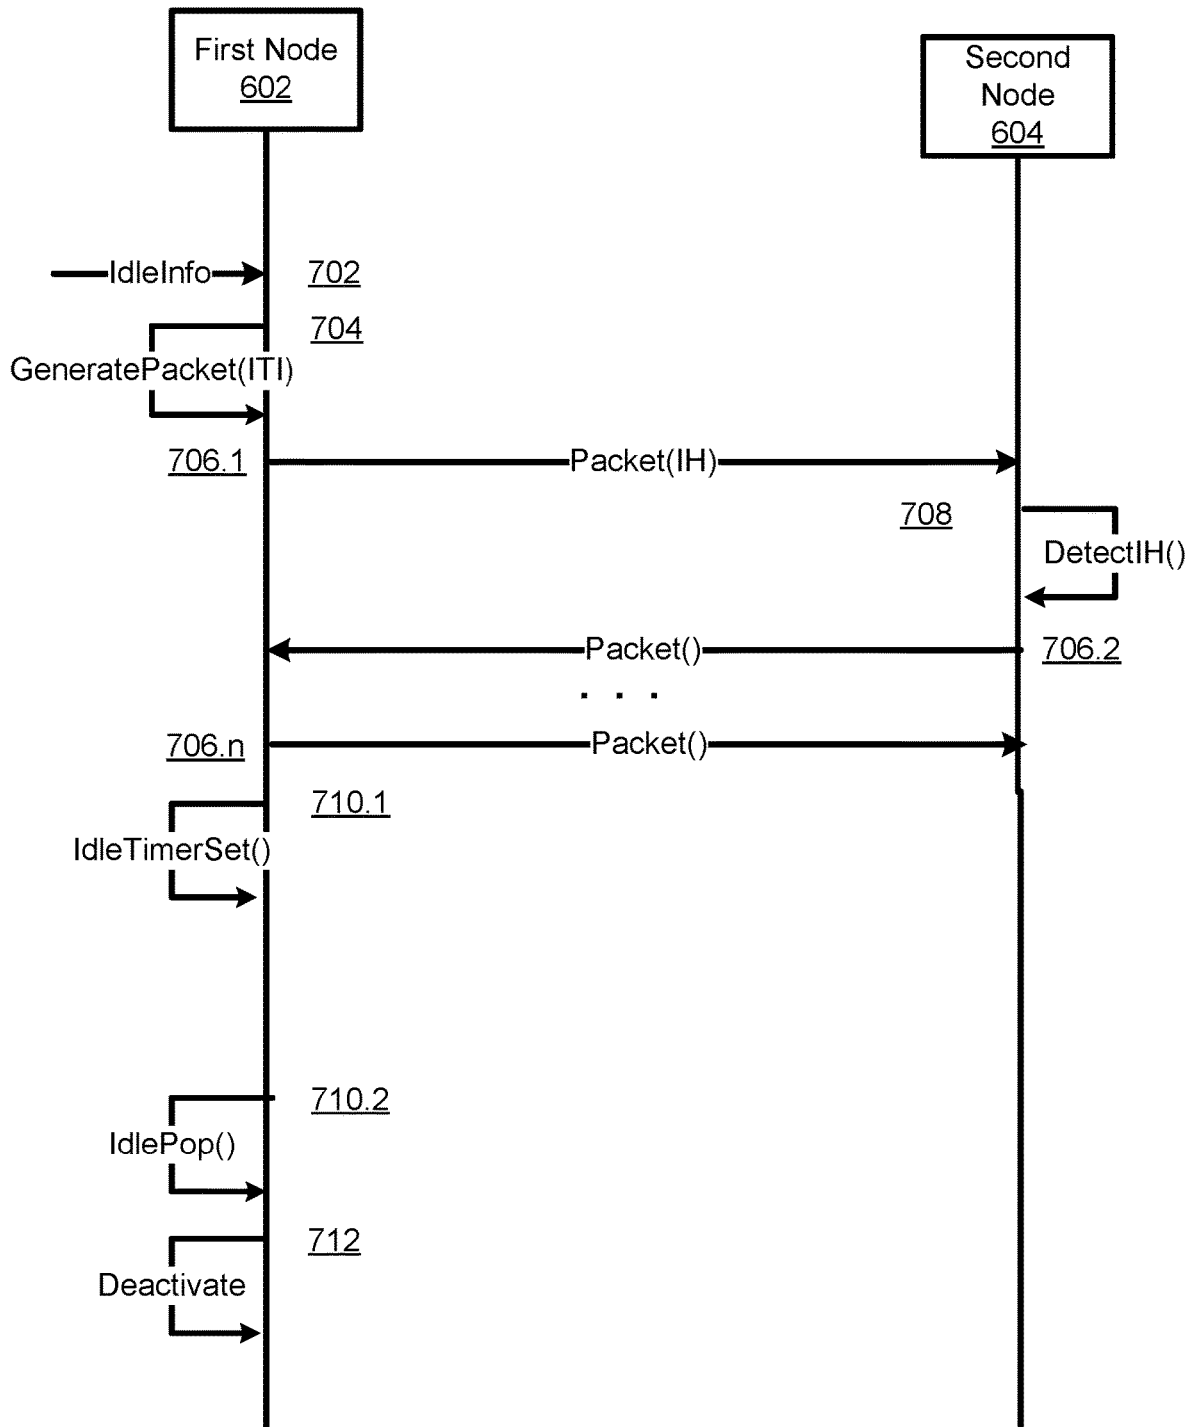 First Node
602
Second
Node
604
IdleInfo
702
704
GeneratePacket(ITI)
706.1
Packet(IH)
708
DetectIH()
Packet()
706.2
. . .
706.n
Packet()
710.1
IdleTimerSet()
710.2
IdlePop()
712
Deactivate